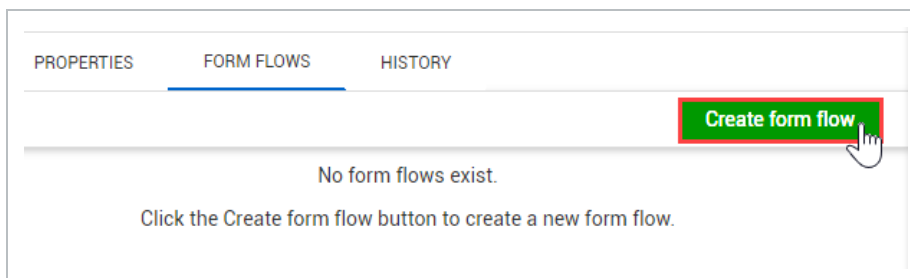 PROPERTIES FORM FLOWS HISTORY
Create form flow
No form flows exist.
Click the Create form flow button to create a new form flow.